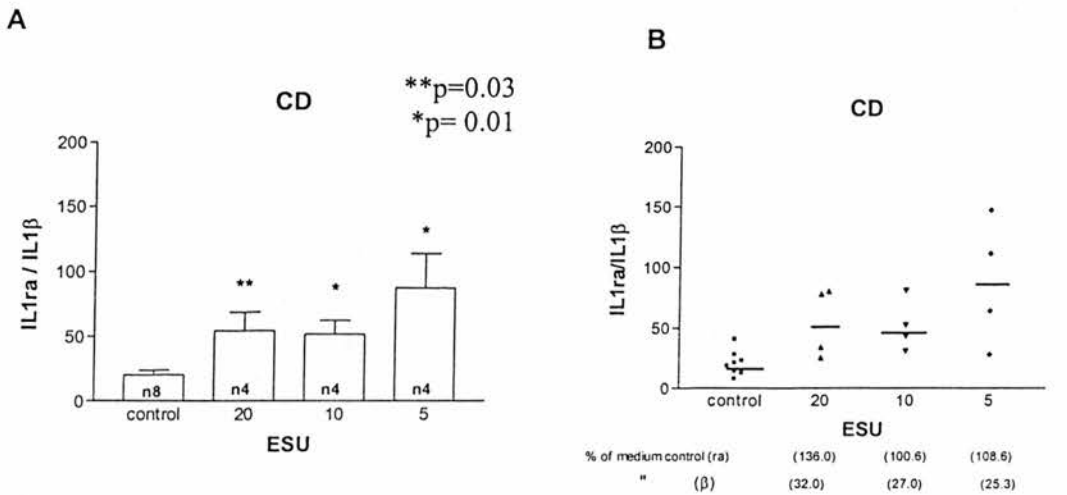 A
**p=0.03
*p= 0.01
CD
IL1ra / IL1β
200
150
100
50
0
**
*
*
n8
n4
n4
n4
control 20 10 5
ESU
B
CD
IL1ra/IL1β
200
150
100
50
0
control 20 10 5
ESU
% of medium control (ra) (136.0) (100.6) (108.6)
" (β) (32.0) (27.0) (25.3)